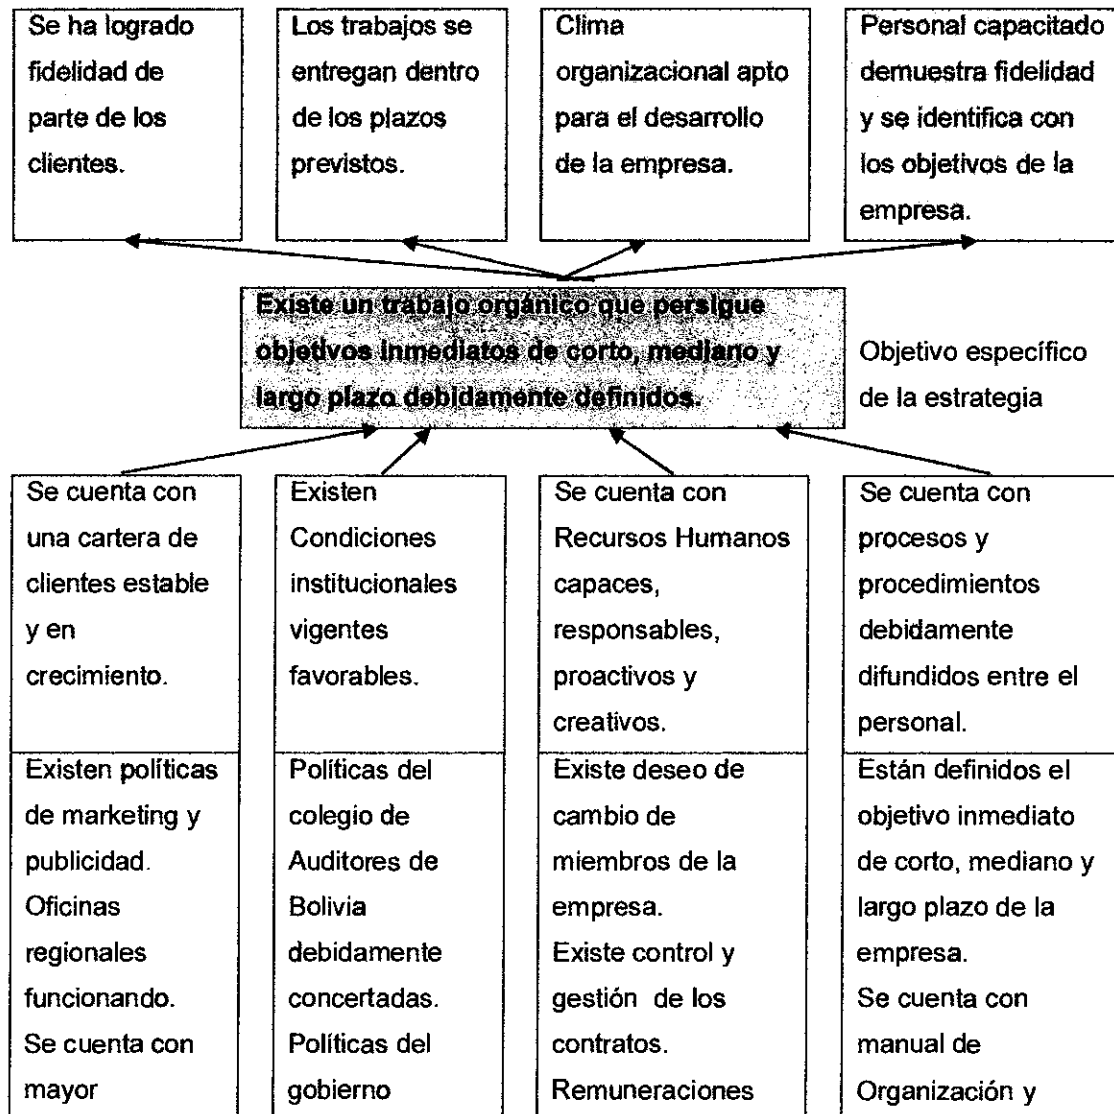 Se ha logrado
fidelidad de
parte de los
clientes.
Los trabajos se
entregan dentro
de los plazos
previstos.
Clima
organizacional apto
para el desarrollo
de la empresa.
Personal capacitado
demuestra fidelidad
y se identifica con
los objetivos de la
empresa.
Existe un trabajo orgánico que persigue
objetivos inmediatos de corto, mediano y
largo plazo debidamente definidos.
Objetivo específico
de la estrategia
Se cuenta con
una cartera de
clientes estable
y en
crecimiento.
Existen
Condiciones
institucionales
vigentes
favorables.
Se cuenta con
Recursos Humanos
capaces,
responsables,
proactivos y
creativos.
Se cuenta con
procesos y
procedimientos
debidamente
difundidos entre el
personal.
Existen políticas
de marketing y
publicidad.
Oficinas
regionales
funcionando.
Se cuenta con
mayor
Políticas del
colegio de
Auditores de
Bolivia
debidamente
concertadas.
Políticas del
gobierno
Existe deseo de
cambio de
miembros de la
empresa.
Existe control y
gestión de los
contratos.
Remuneraciones
Están definidos el
objetivo inmediato
de corto, mediano y
largo plazo de la
empresa.
Se cuenta con
manual de
Organización y